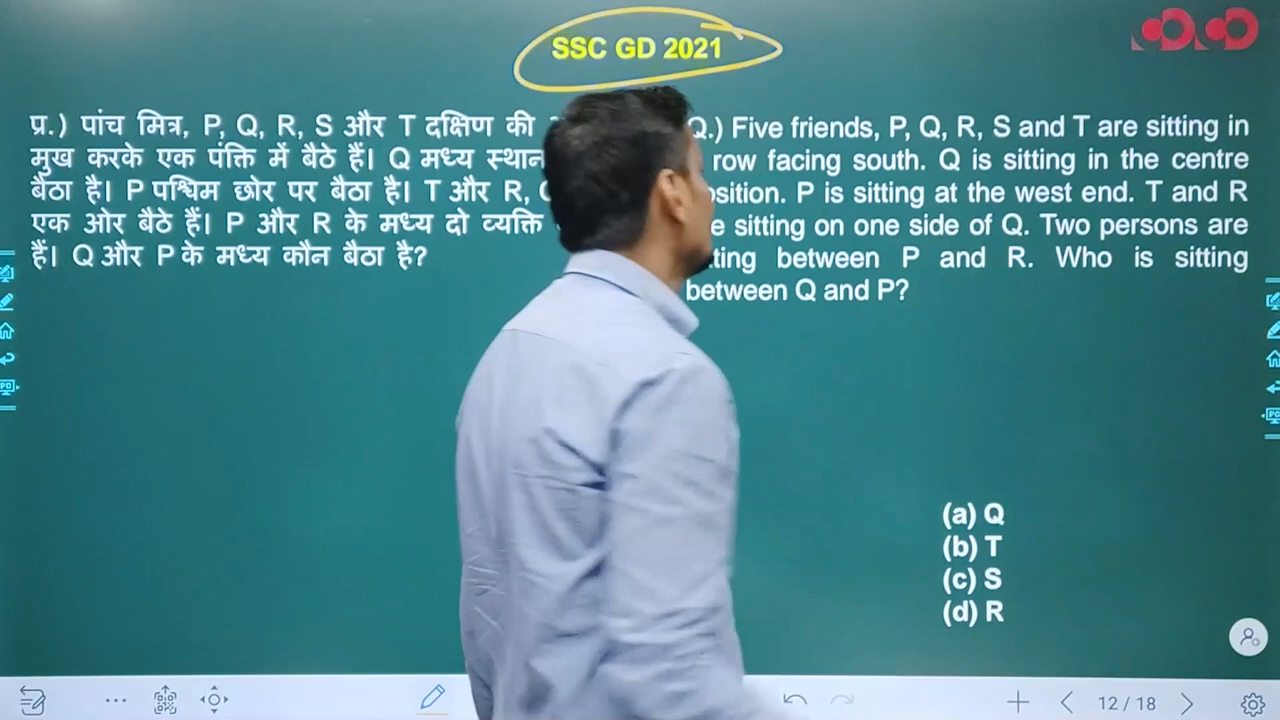 SSC GD 2021
प्र.) पांच मित्र, P, Q, R, S और T दक्षिण की
मुख करके एक पंक्ति में बैठे हैं। Q मध्य स्थान
बैठा है। P पश्चिम छोर पर बैठा है। T और R,
एक ओर बैठे हैं। P और R के मध्य दो व्यक्ति
हैं। Q और P के मध्य कौन बैठा है?
Q.) Five friends, P, Q, R, S and T are sitting in
row facing south. Q is sitting in the centre
sition. P is sitting at the west end. T and R
e sitting on one side of Q. Two persons are
ting between P and R. Who is sitting
between Q and P?
(a) Q
(b) T
(c) S
(d) R
12 / 18